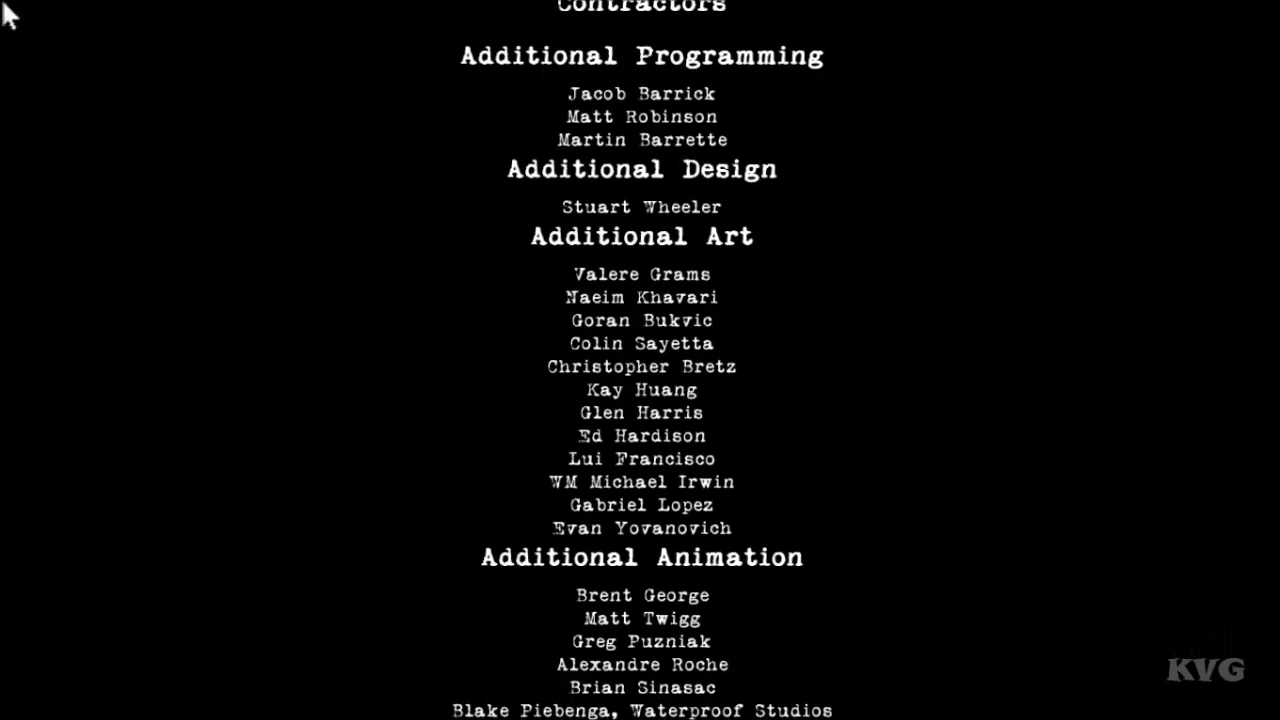 Contractors
Additional Programming
Jacob Barrick
Matt Robinson
Martin Barrette
Additional Design
Stuart Wheeler
Additional Art
Valere Grams
Naeim Khavari
Goran Bukvic
Colin Sayetta
Christopher Bretz
Kay Huang
Glen Harris
Ed Hardison
Lui Francisco
WM Michael Irwin
Gabriel Lopez
Evan Yovanovich
Additional Animation
Brent George
Matt Twigg
Greg Puzniak
Alexandre Roche
Brian Sinasac
Blake Piebenga, Waterproof Studios
KVG